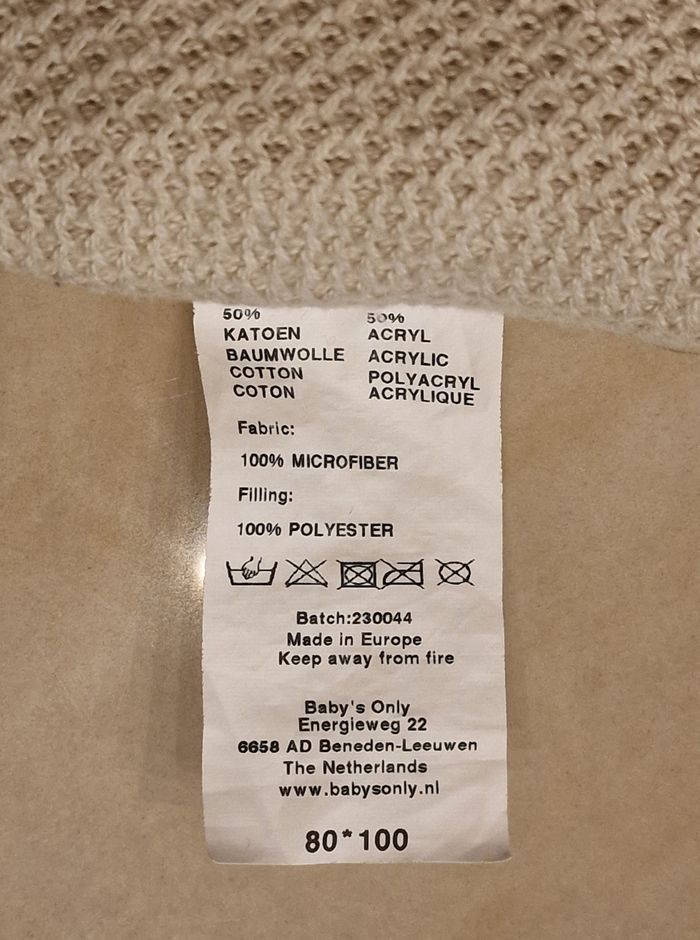 50% 50%
KATOEN ACRYL
BAUMWOLLE ACRYLIC
COTTON POLYACRYL
COTON ACRYLIQUE
Fabric:
100% MICROFIBER
Filling:
100% POLYESTER
Batch:230044
Made in Europe
Keep away from fire
Baby's Only
Energieweg 22
6658 AD Beneden-Leeuwen
The Netherlands
www.babysonly.nl
80*100